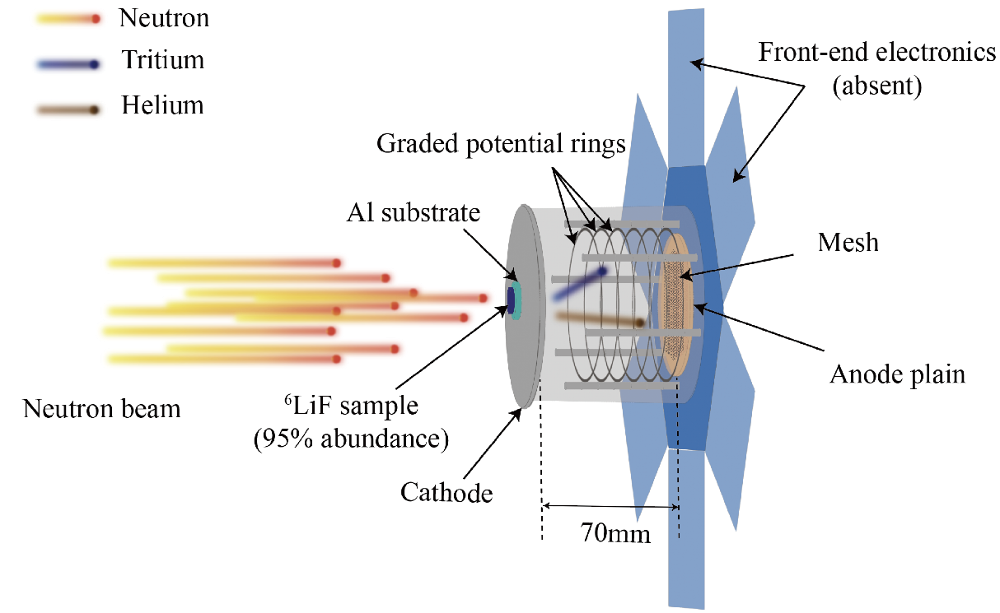 Neutron
Tritium
Helium
Front-end electronics
(absent)
Graded potential rings
Al substrate
Mesh
Anode plain
Neutron beam
⁶LiF sample
(95% abundance)
Cathode
70mm